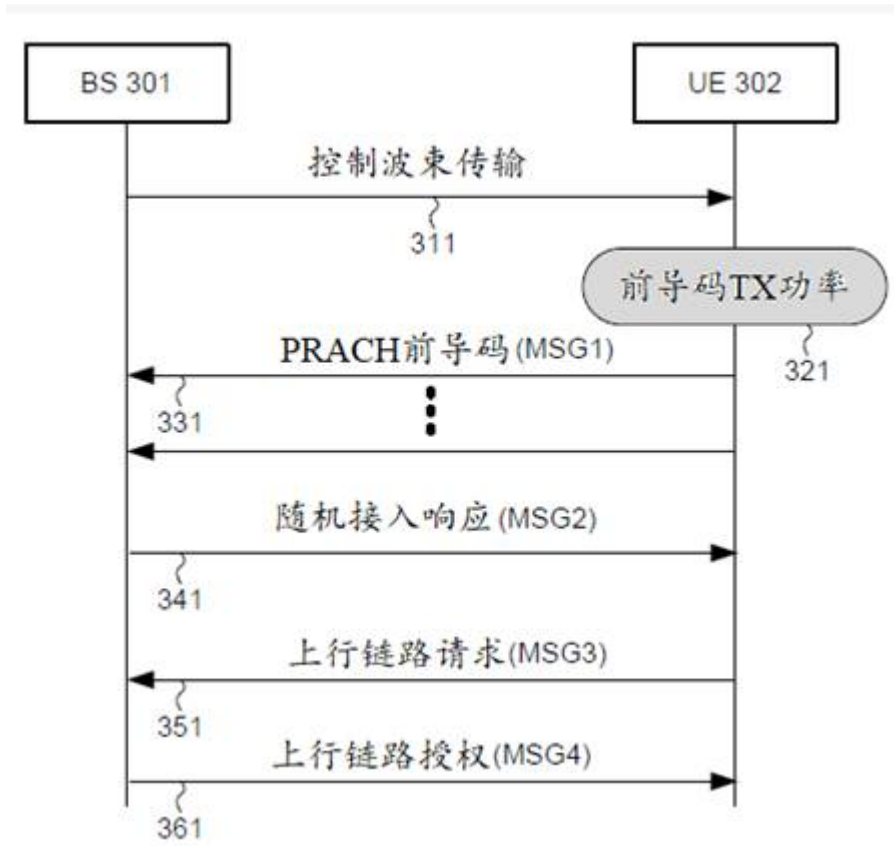 BS 301
UE 302
控制波束传输
311
前导码TX功率
321
PRACH前导码(MSG1)
331
随机接入响应(MSG2)
341
上行链路请求(MSG3)
351
上行链路授权(MSG4)
361